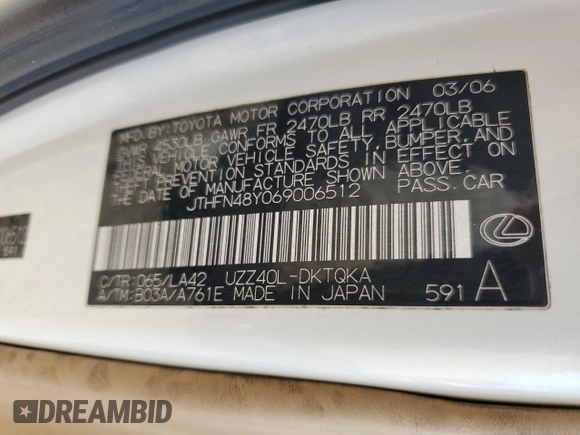 MFD.BY:TOYOTA MOTOR CORPORATION 03/06
GVWR 4530LB GAWR FR 2470LB RR 2470LB
THIS VEHICLE CONFORMS TO ALL APPLICABLE
FEDERAL MOTOR VEHICLE SAFETY,BUMPER,AND
THEFT PREVENTION STANDARDS IN EFFECT ON
THE DATE OF MANUFACTURE SHOWN ABOVE.
JTHFN48Y069006512 PASS.CAR
C/TR:065/LA42 UZZ40L-DKTQKA
A/TM:B03A/A761E MADE IN JAPAN
591 A
591
DREAMBID